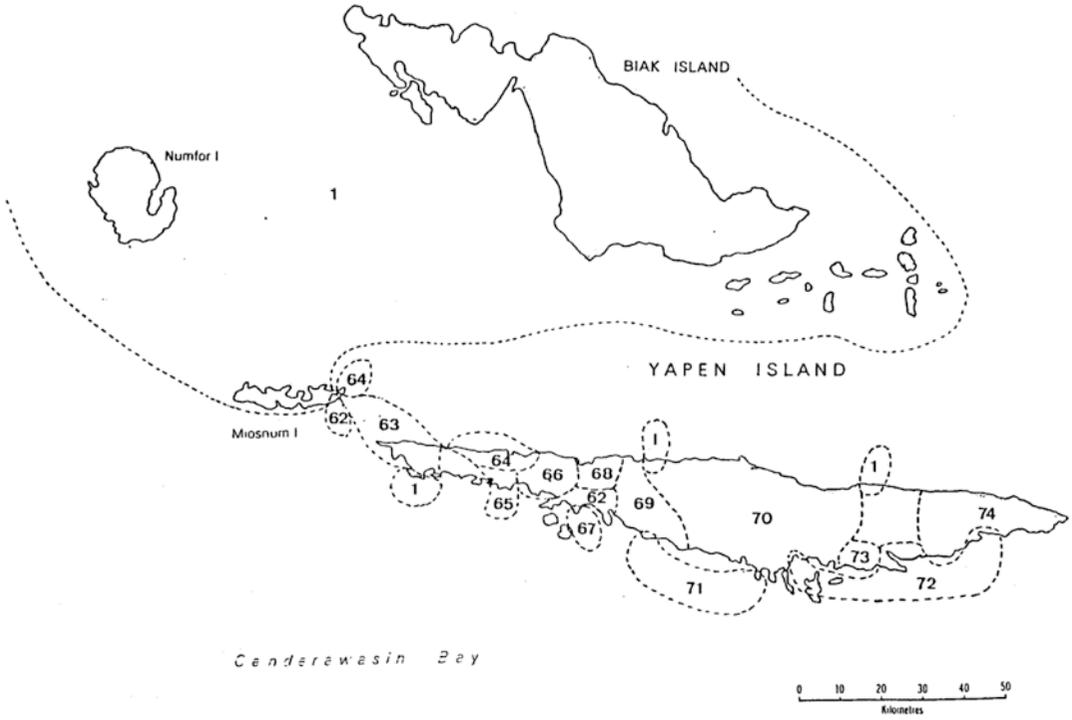 BIAK ISLAND
Numfor I
1
YAPEN ISLAND
64
62
63
Miosnum I
1
1
64
66
68
1
65
62
69
70
74
67
73
71
72
Cenderawasin Bay
0 10 20 30 40 50
Kilometres